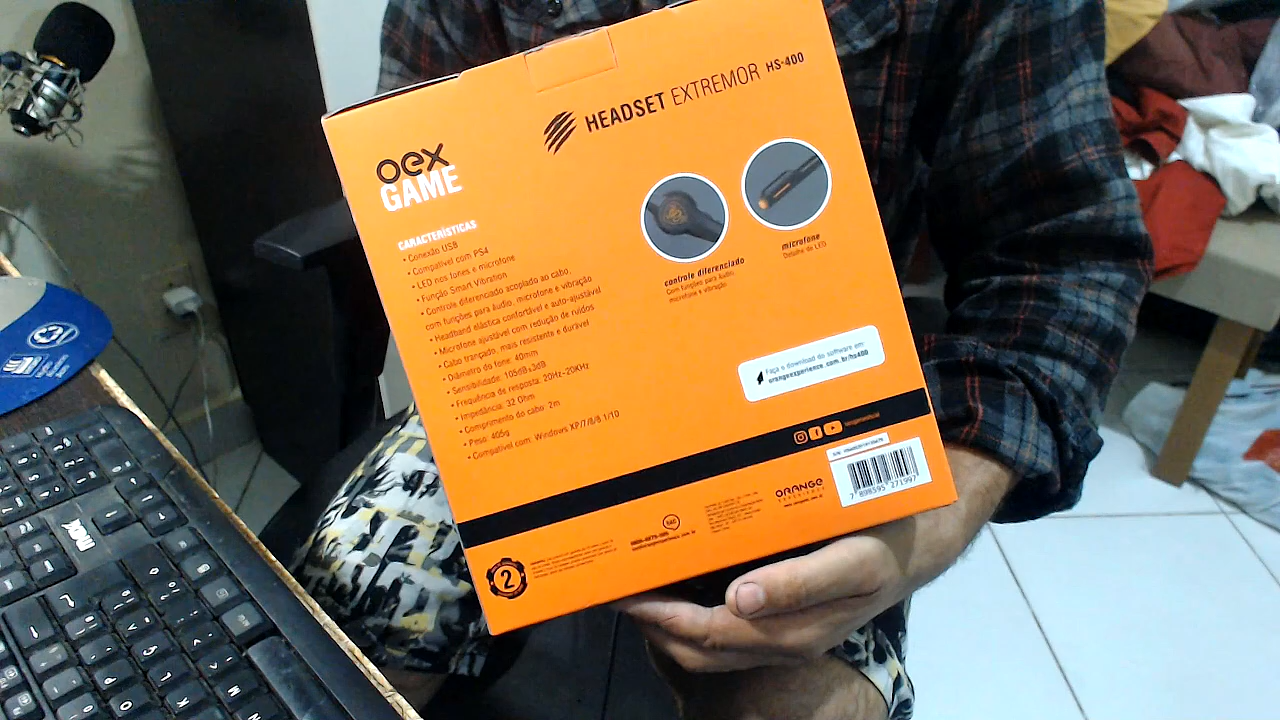 HEADSET EXTREMOR HS-400
oex
GAME
CARACTERÍSTICAS
• Conexão USB
• Compatível com PS4
• LED nos fones e microfone
• Função Smart Vibration
• Controle diferenciado acoplado ao cabo,
com funções para áudio, microfone e vibração
• Headband elástica confortável e auto-ajustável
• Microfone ajustável com redução de ruídos
• Cabo trançado, mais resistente e durável
• Diâmetro do fone: 40mm
• Sensibilidade: 105dB±3dB
• Frequência de resposta: 20Hz~20KHz
• Impedância: 32 Ohm
• Comprimento do cabo: 2m
• Peso: 405g
• Compatível com: Windows XP/7/8/8.1/10
controle diferenciado
Com funções para áudio,
microfone e vibração
microfone
Detalhe de LED
Faça o download do software em:
orangeexperience.com.br/hs400
ORANGE
EXPERIENCE
7 898595 271997
SAC
2